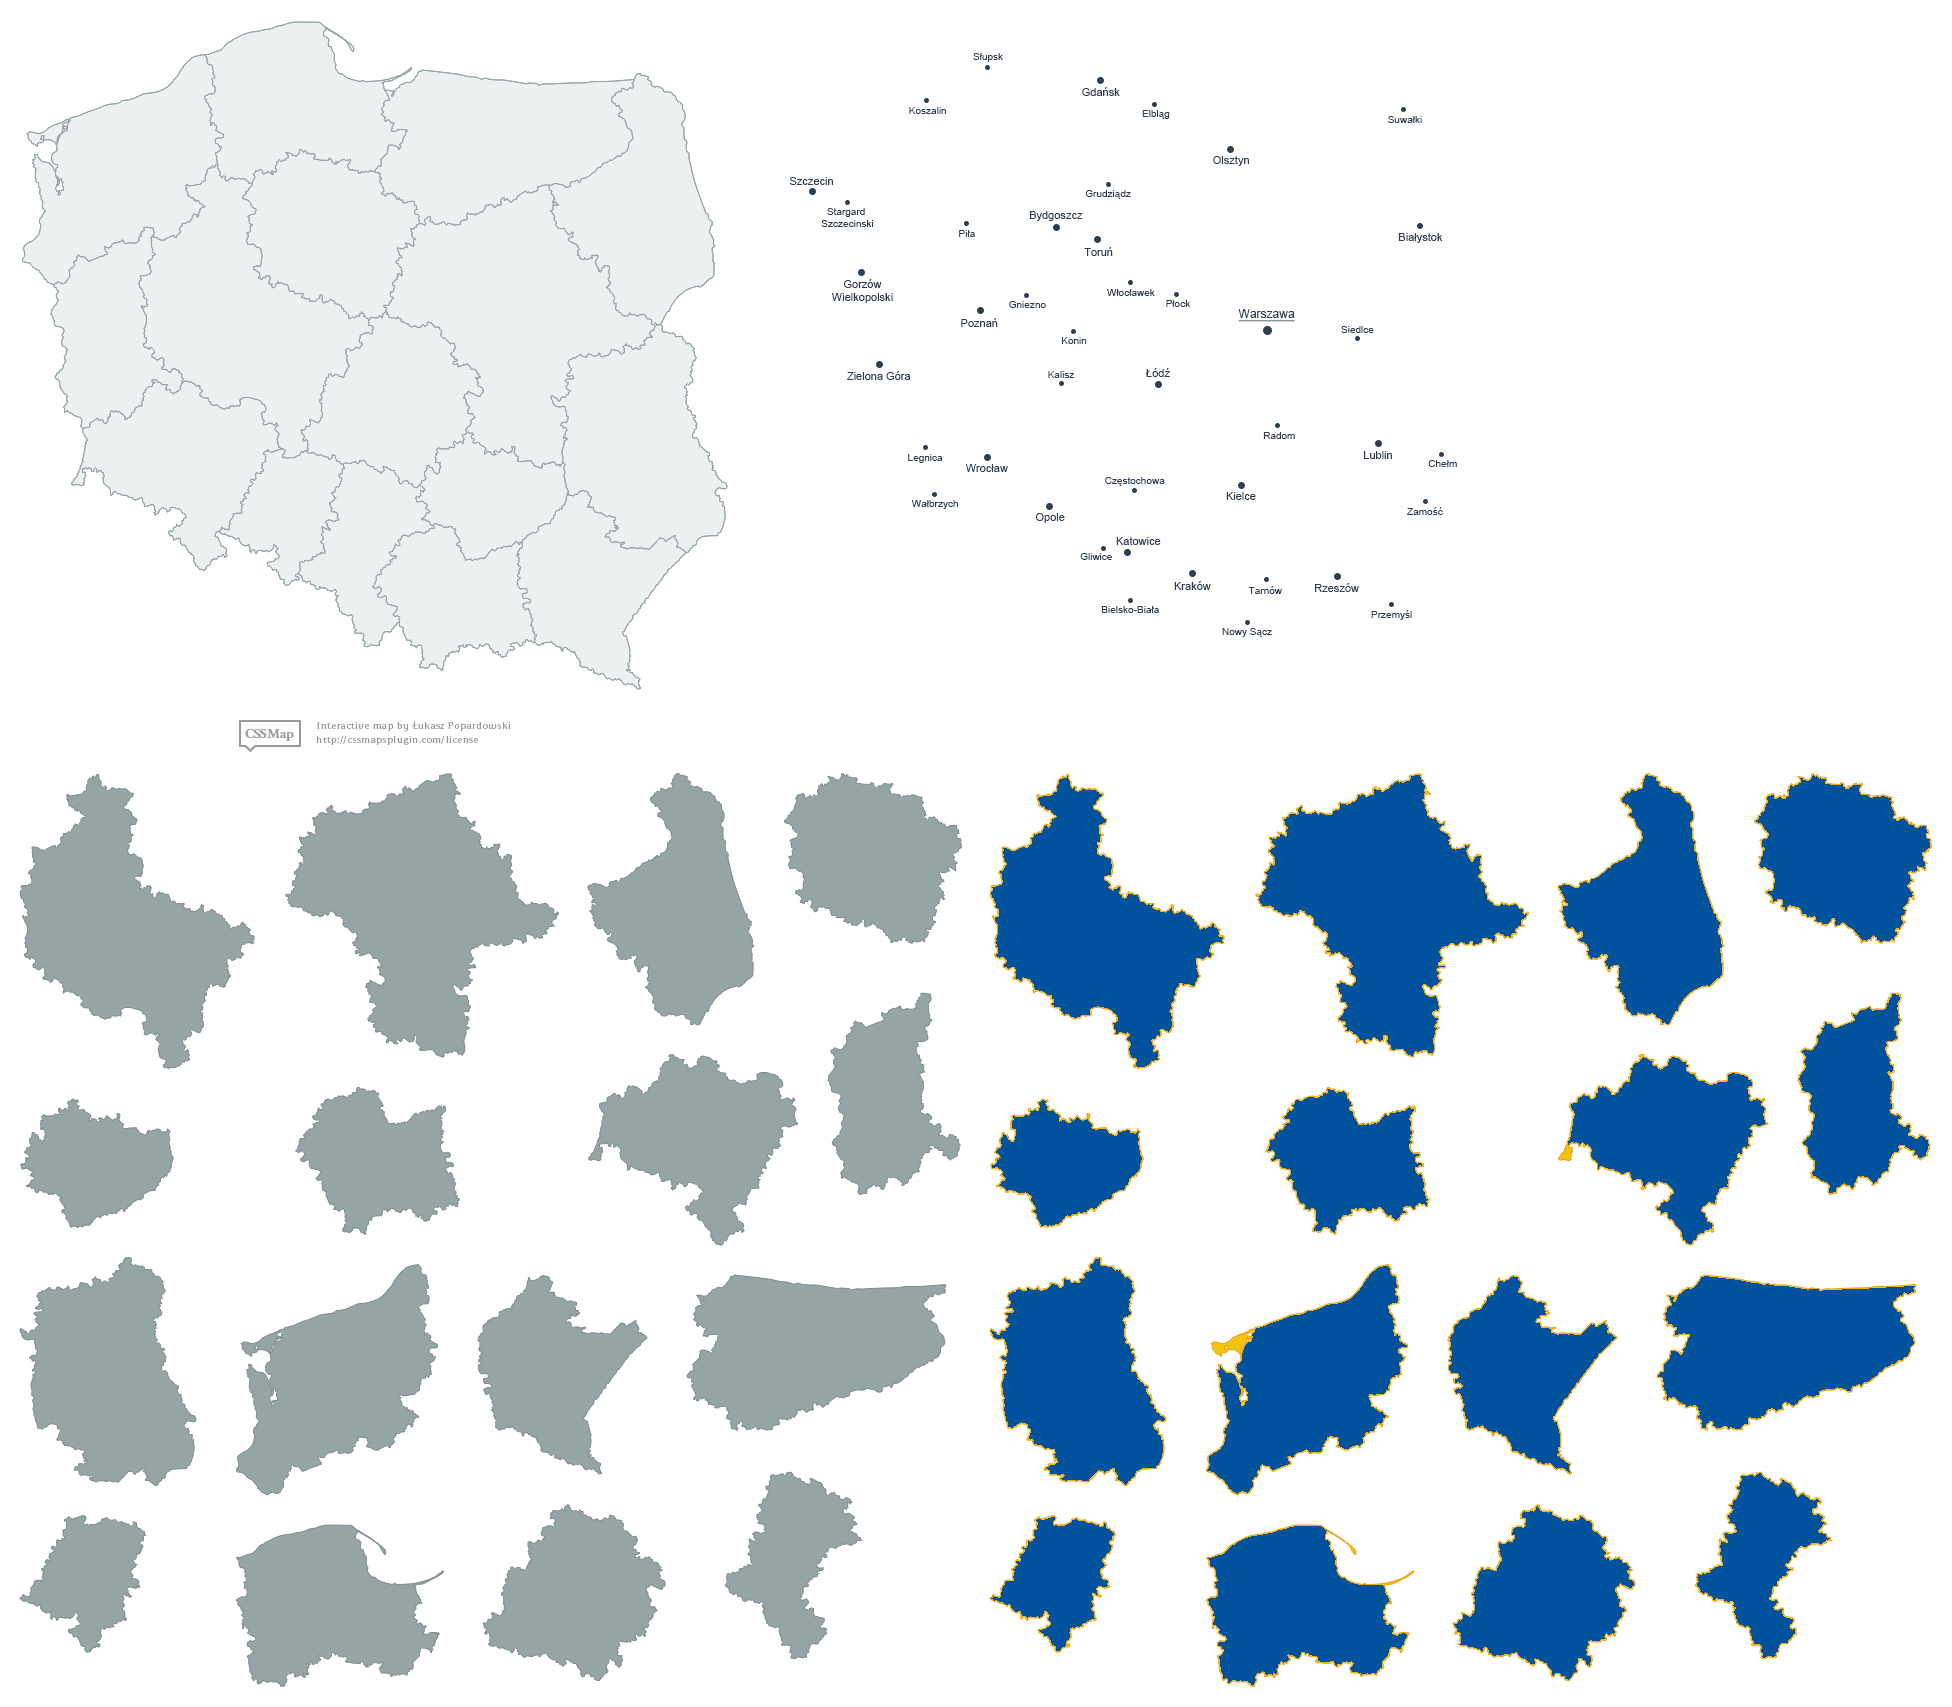 Słupsk
Gdańsk
Koszalin
Elbląg
Suwałki
Olsztyn
Szczecin
Grudziądz
Stargard
Szczecinski
Bydgoszcz
Piła
Białystok
Toruń
Gorzów
Wielkopolski
Włocławek
Gniezno
Płock
Warszawa
Poznań
Siedlce
Konin
Zielona Góra
Kalisz
Łódź
Radom
Legnica
Wrocław
Lublin
Chełm
Częstochowa
Wałbrzych
Kielce
Zamość
Opole
Katowice
Gliwice
Kraków
Tarnów
Rzeszów
Bielsko-Biała
Przemyśl
Nowy Sącz
CSSMap
Interactive map by Łukasz Popardowski
http://cssmapsplugin.com/license